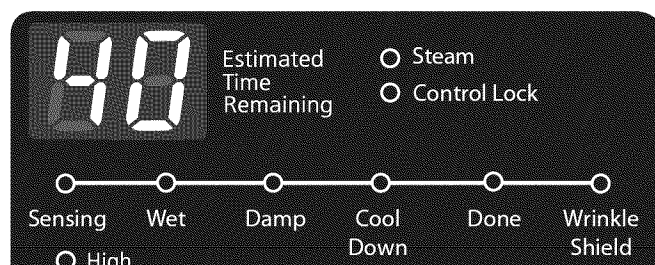 40
Estimated
Time
Remaining
Steam
Control Lock
Sensing Wet Damp Cool Down Done Wrinkle Shield
High